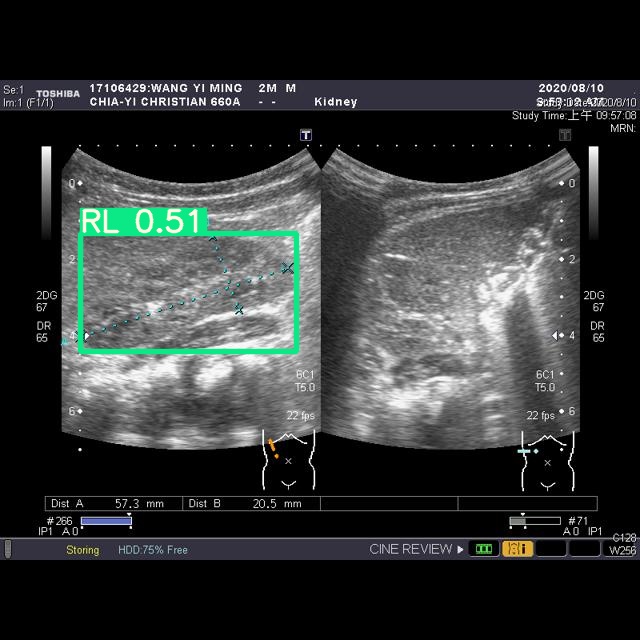 Se:1 TOSHIBA 17106429:WANG YI MING 2M M 2020/08/10
Im:1 (F1/1) CHIA-YI CHRISTIAN 660A - - Kidney
Study Time:上午 09:57:08
MRN:
T T
0 0
RL 0.51
2 2
2DG 67 2DG 67
DR 65 DR 65
4
6C1 6C1
T5.0 T5.0
6 22 fps 22 fps 6
Dist A 57.3 mm Dist B 20.5 mm
#266 #71
IP1 A 0 A 0 IP1
C128
Storing HDD:75% Free CINE REVIEW
W256